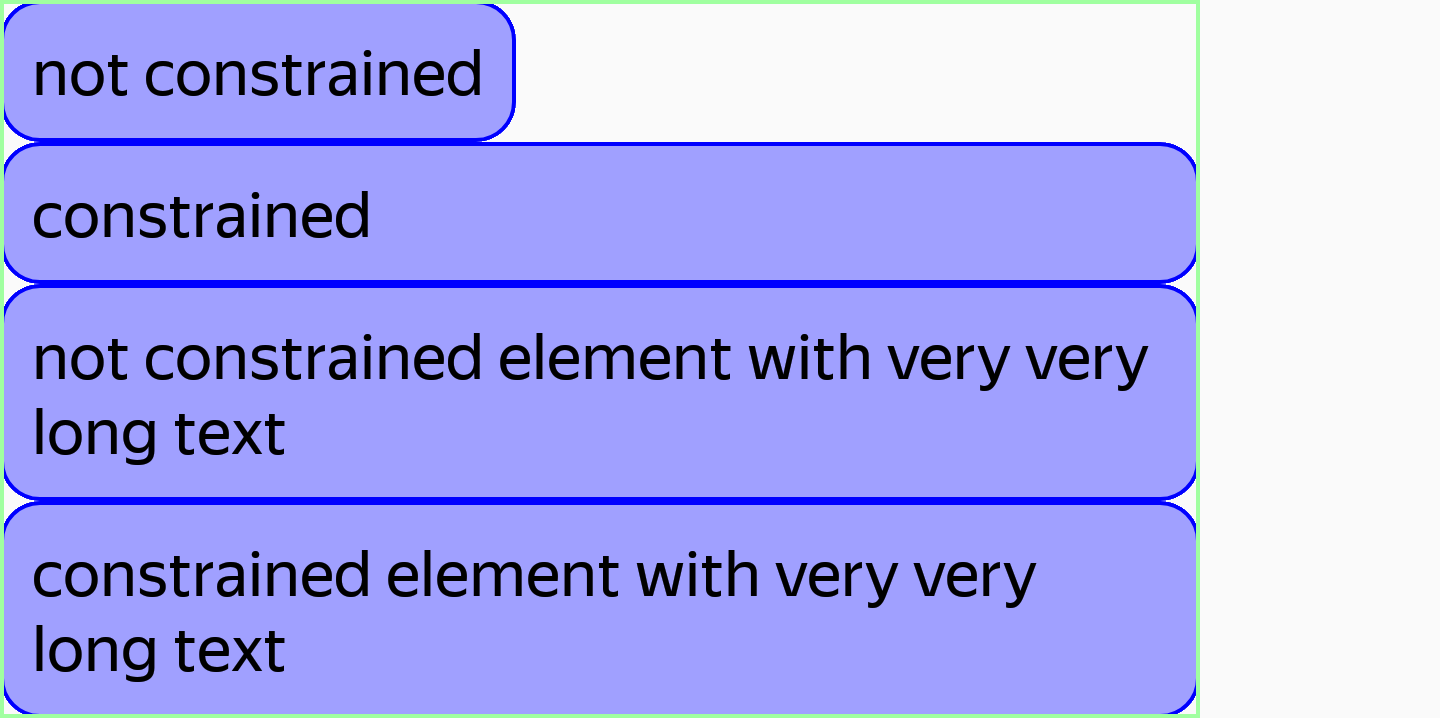 not constrained
constrained
not constrained element with very very
long text
constrained element with very very
long text